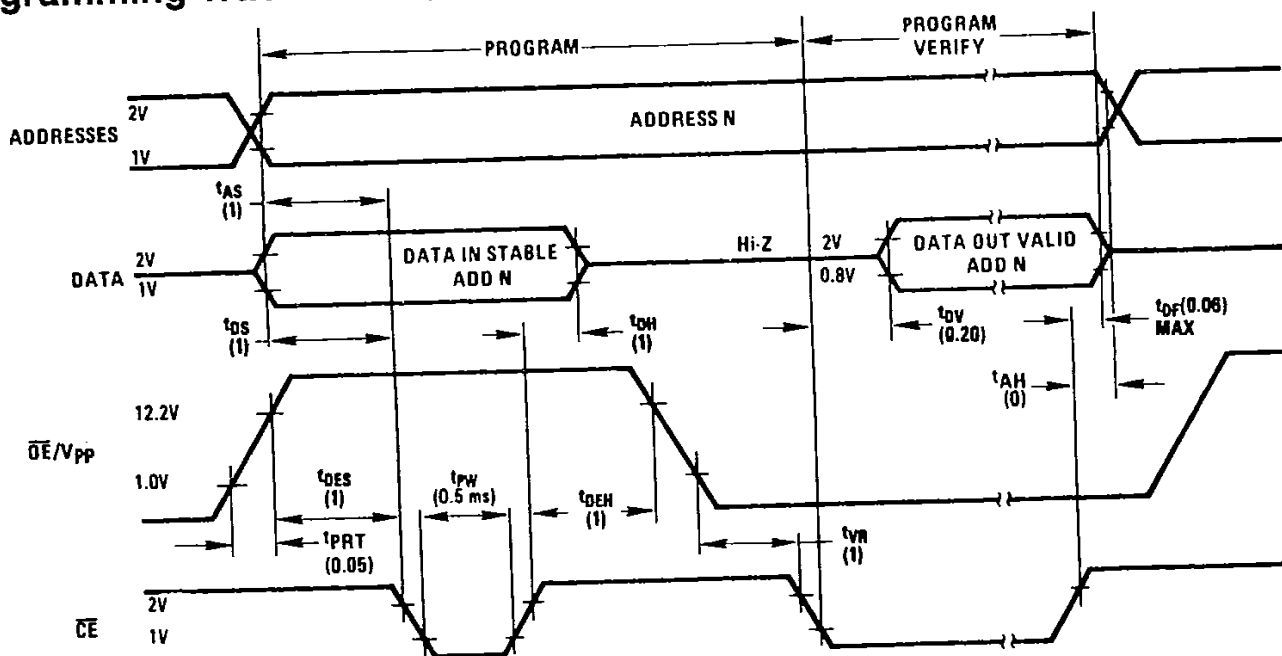 PROGRAM
PROGRAM
VERIFY
ADDRESSES
2V
1V
ADDRESS N
tAS
(1)
DATA
2V
1V
DATA IN STABLE
ADD N
Hi-Z
2V
0.8V
DATA OUT VALID
ADD N
tDS
(1)
tDH
(1)
tDV
(0.20)
tDF(0.06)
MAX
tAH
(0)
OE/VPP
12.2V
1.0V
tOES
(1)
tPW
(0.5 ms)
tOEH
(1)
tPRT
(0.05)
tVR
(1)
CE
2V
1V